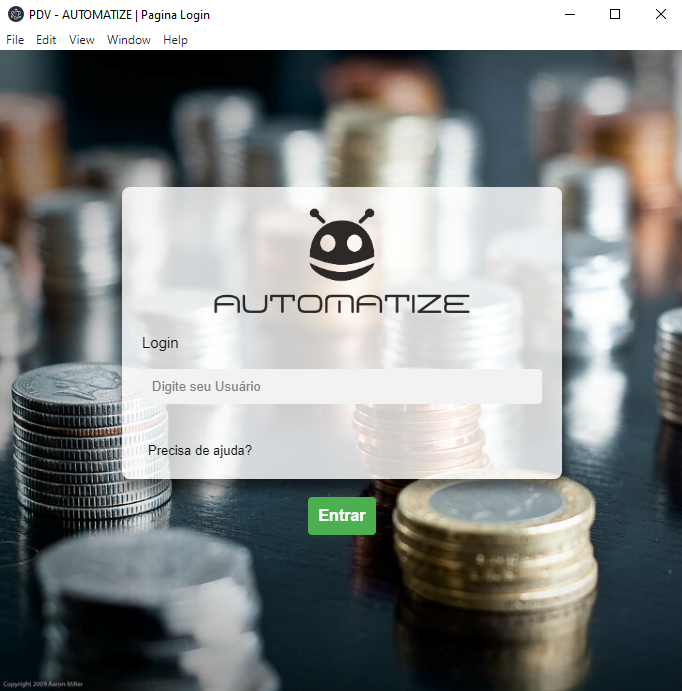 PDV - AUTOMATIZE | Pagina Login
File Edit View Window Help
AUTOMATIZE
Login
Digite seu Usuário
Precisa de ajuda?
Entrar
Copyright 2009 Aaron Miller